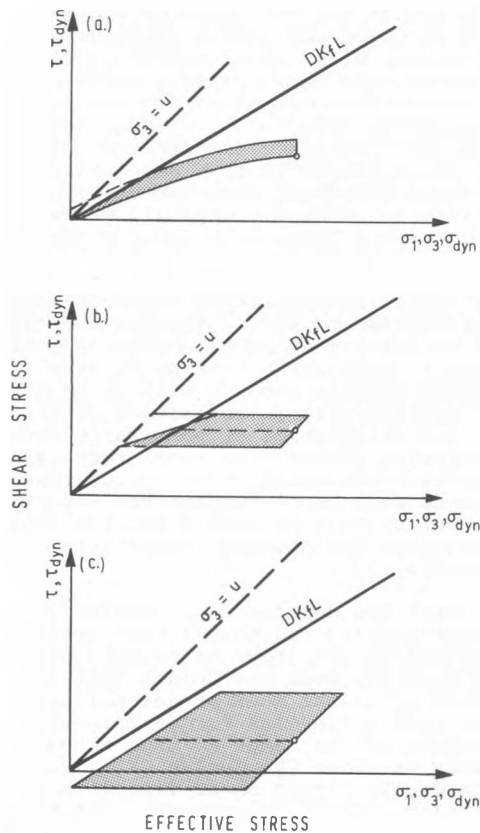 τ, τdyn
(a.)
σ3 = u
DKfL
σ1, σ3, σdyn
τ, τdyn
(b.)
σ3 = u
DKfL
σ1, σ3, σdyn
SHEAR STRESS
τ, τdyn
(c.)
σ3 = u
DKfL
σ1, σ3, σdyn
EFFECTIVE STRESS